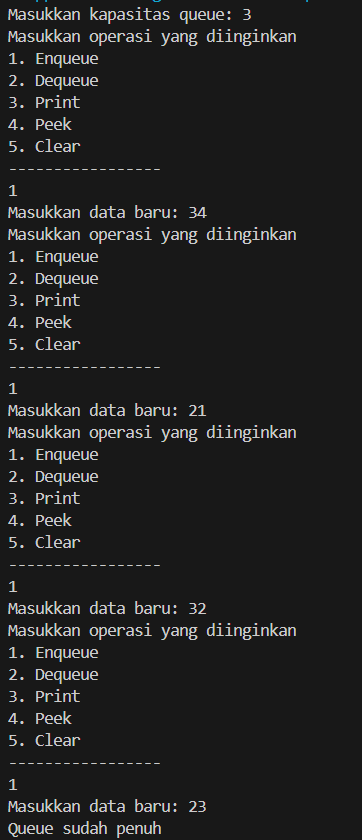 Masukkan kapasitas queue: 3
Masukkan operasi yang diinginkan
1. Enqueue
2. Dequeue
3. Print
4. Peek
5. Clear
-----------------
1
Masukkan data baru: 34
Masukkan operasi yang diinginkan
1. Enqueue
2. Dequeue
3. Print
4. Peek
5. Clear
-----------------
1
Masukkan data baru: 21
Masukkan operasi yang diinginkan
1. Enqueue
2. Dequeue
3. Print
4. Peek
5. Clear
-----------------
1
Masukkan data baru: 32
Masukkan operasi yang diinginkan
1. Enqueue
2. Dequeue
3. Print
4. Peek
5. Clear
-----------------
1
Masukkan data baru: 23
Queue sudah penuh